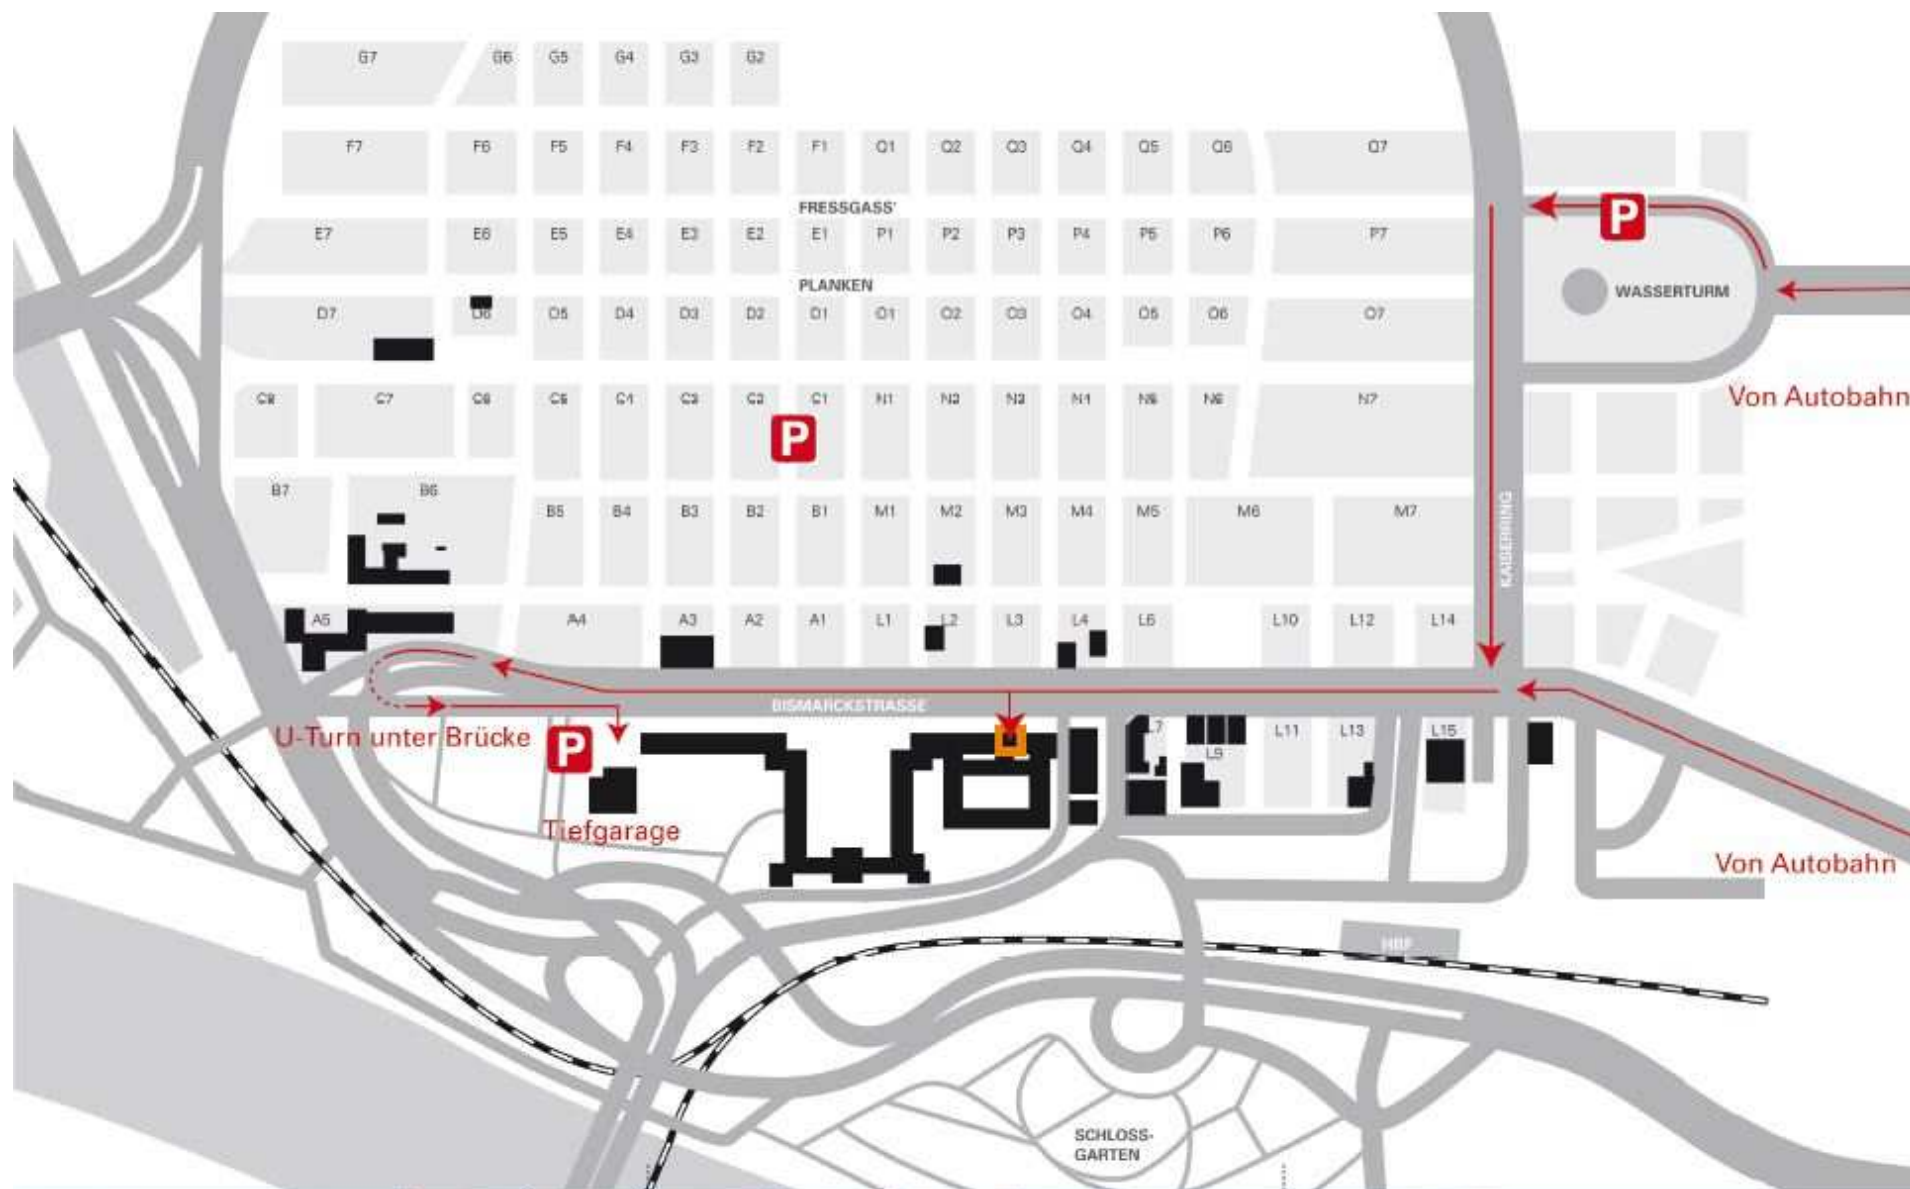 G7 G6 G5 G4 G3 G2
F7 F6 F5 F4 F3 F2 F1 Q1 Q2 Q3 Q4 Q5 Q6 Q7
FRESSGASS'
P
E7 E6 E5 E4 E3 E2 E1 P1 P2 P3 P4 P5 P6 P7
PLANKEN
WASSERTURM
D7 D6 D5 D4 D3 D2 D1 O1 O2 O3 O4 O5 O6 O7
Von Autobahn
C8 C7 C6 C5 C4 C3 C2 C1 N1 N2 N3 N4 N5 N6 N7
P
B7 B6
B5 B4 B3 B2 B1 M1 M2 M3 M4 M5 M6 M7
KAISERRING
A5 A4 A3 A2 A1 L1 L2 L3 L4 L6 L10 L12 L14
BISMARCKSTRASSE
U-Turn unter Brücke
P
L7 L9 L11 L13 L15
Tiefgarage
Von Autobahn
HBF
SCHLOSS-
GARTEN